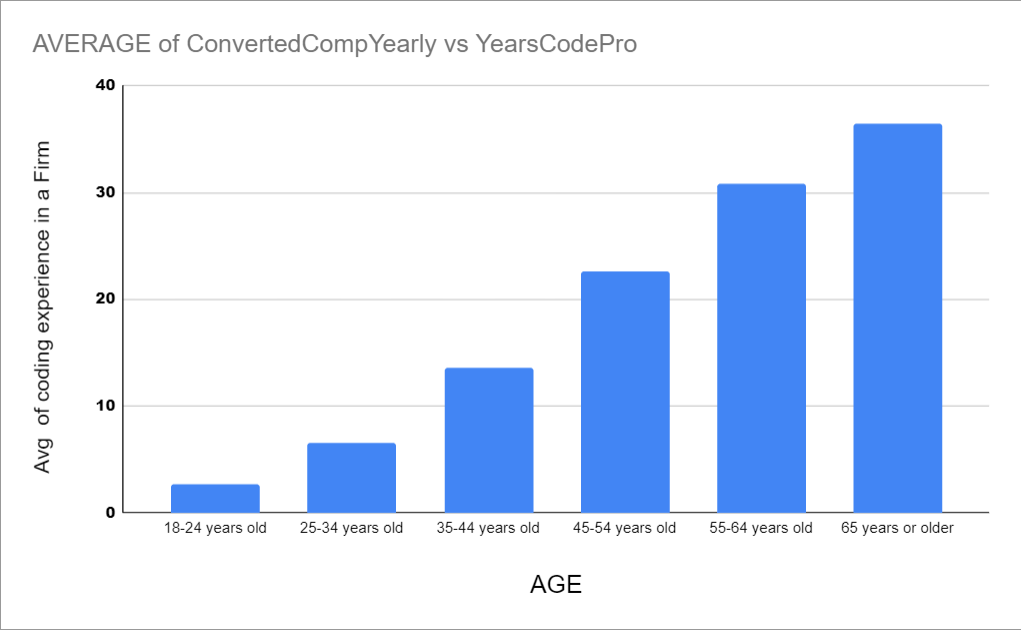 AVERAGE of ConvertedCompYearly vs YearsCodePro
Avg  of coding experience in a Firm
40
30
20
10
0
18-24 years old
25-34 years old
35-44 years old
45-54 years old
55-64 years old
65 years or older
AGE